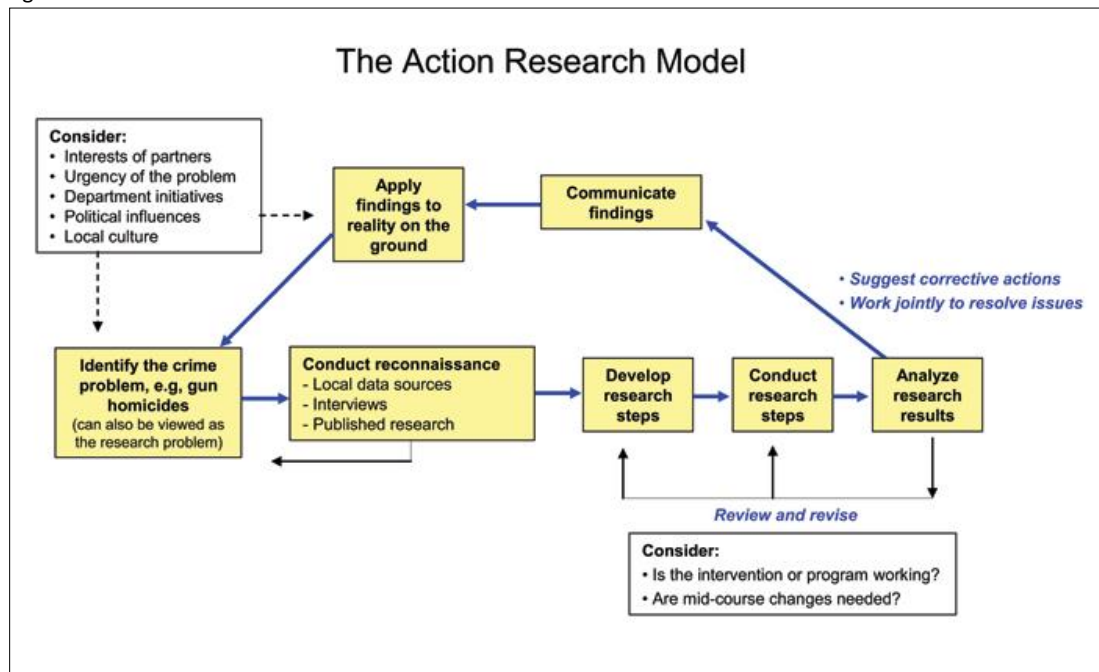 The Action Research Model
Consider:
• Interests of partners
• Urgency of the problem
• Department initiatives
• Political influences
• Local culture
Apply
findings to
reality on the
ground
Communicate
findings
• Suggest corrective actions
• Work jointly to resolve issues
Identify the crime
problem, e.g, gun
homicides
(can also be viewed as
the research problem)
Conduct reconnaissance
- Local data sources
- Interviews
- Published research
Develop
research
steps
Conduct
research
steps
Analyze
research
results
Review and revise
Consider:
• Is the intervention or program working?
• Are mid-course changes needed?